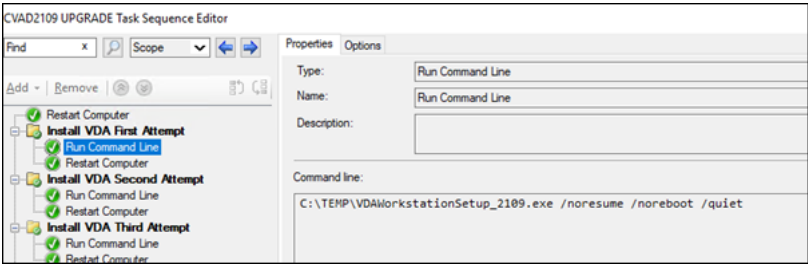 CVAD2109 UPGRADE Task Sequence Editor
Find x Scope
Properties Options
Add Remove
Type: Run Command Line
Name: Run Command Line
Description:
Restart Computer
Install VDA First Attempt
Run Command Line
Restart Computer
Install VDA Second Attempt
Run Command Line
Restart Computer
Install VDA Third Attempt
Run Command Line
Restart Computer
Command line:
C:\TEMP\VDAWorkstationSetup_2109.exe /noresume /noreboot /quiet